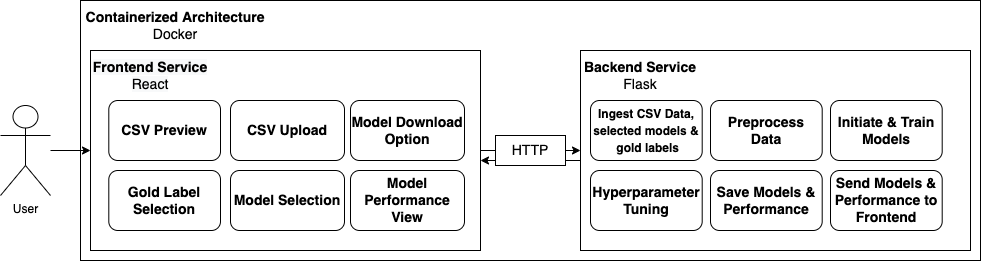 Containerized Architecture
Docker
Frontend Service
React
CSV Preview
CSV Upload
Model Download
Option
Gold Label
Selection
Model Selection
Model
Performance
View
HTTP
Backend Service
Flask
Ingest CSV Data,
selected models &
gold labels
Preprocess
Data
Initiate & Train
Models
Hyperparameter
Tuning
Save Models &
Performance
Send Models &
Performance to
Frontend
User